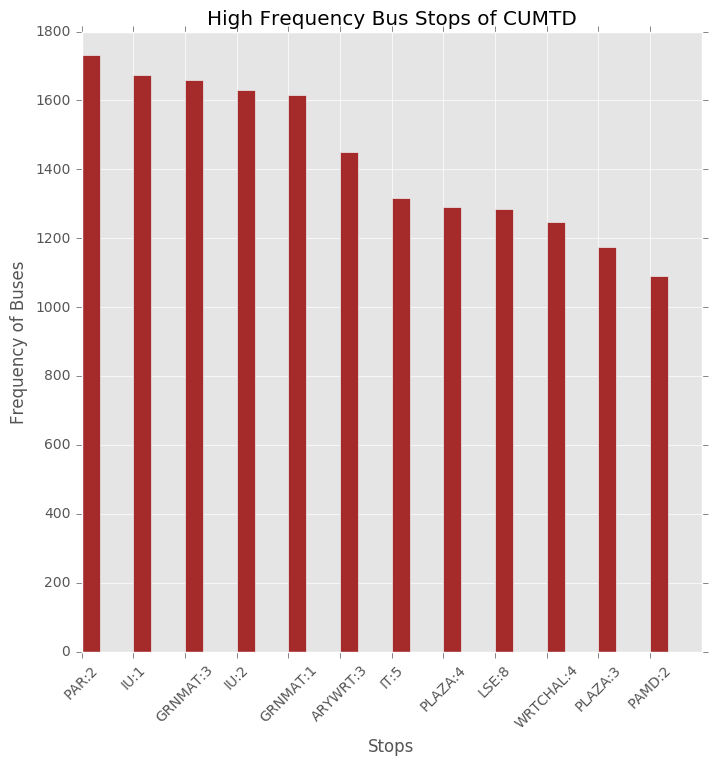 High Frequency Bus Stops of CUMTD
1800
1600
1400
1200
1000
800
600
400
200
0
Frequency of Buses
PAR:2
IU:1
GRNMAT:3
IU:2
GRNMAT:1
ARYWRT:3
IT:5
PLAZA:4
LSE:8
WRTCHAL:4
PLAZA:3
PAMD:2
Stops